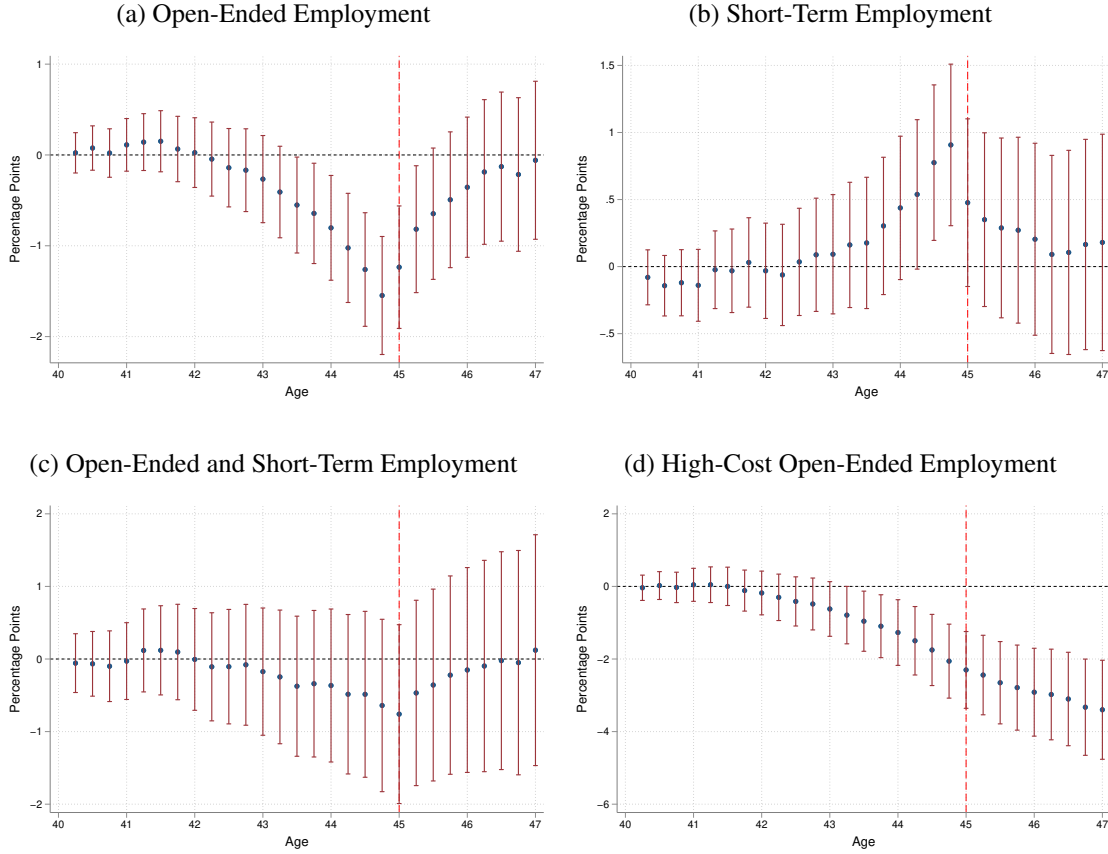 (a) Open-Ended Employment
1
0
-1
-2
Percentage Points
40 41 42 43 44 45 46 47
Age
(b) Short-Term Employment
1.5
1
.5
0
-.5
Percentage Points
40 41 42 43 44 45 46 47
Age
(c) Open-Ended and Short-Term Employment
2
1
0
-1
-2
Percentage Points
40 41 42 43 44 45 46 47
Age
(d) High-Cost Open-Ended Employment
2
0
-2
-4
-6
Percentage Points
40 41 42 43 44 45 46 47
Age